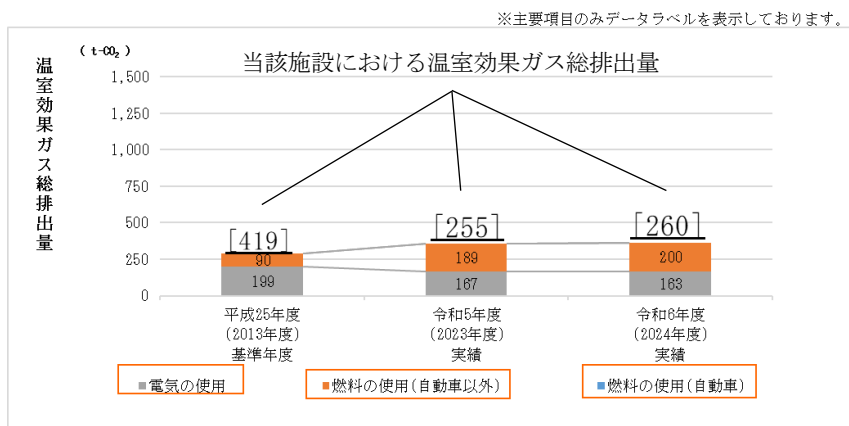 ※主要項目のみデータラベルを表示しております。
(t-CO₂)
当該施設における温室効果ガス総排出量
温室効果ガス総排出量
1,500
1,250
1,000
750
500
250
0
[419]
[255]
[260]
90
189
200
199
167
163
平成25年度
(2013年度)
基準年度
令和5年度
(2023年度)
実績
令和6年度
(2024年度)
実績
■電気の使用
■燃料の使用(自動車以外)
■燃料の使用(自動車)